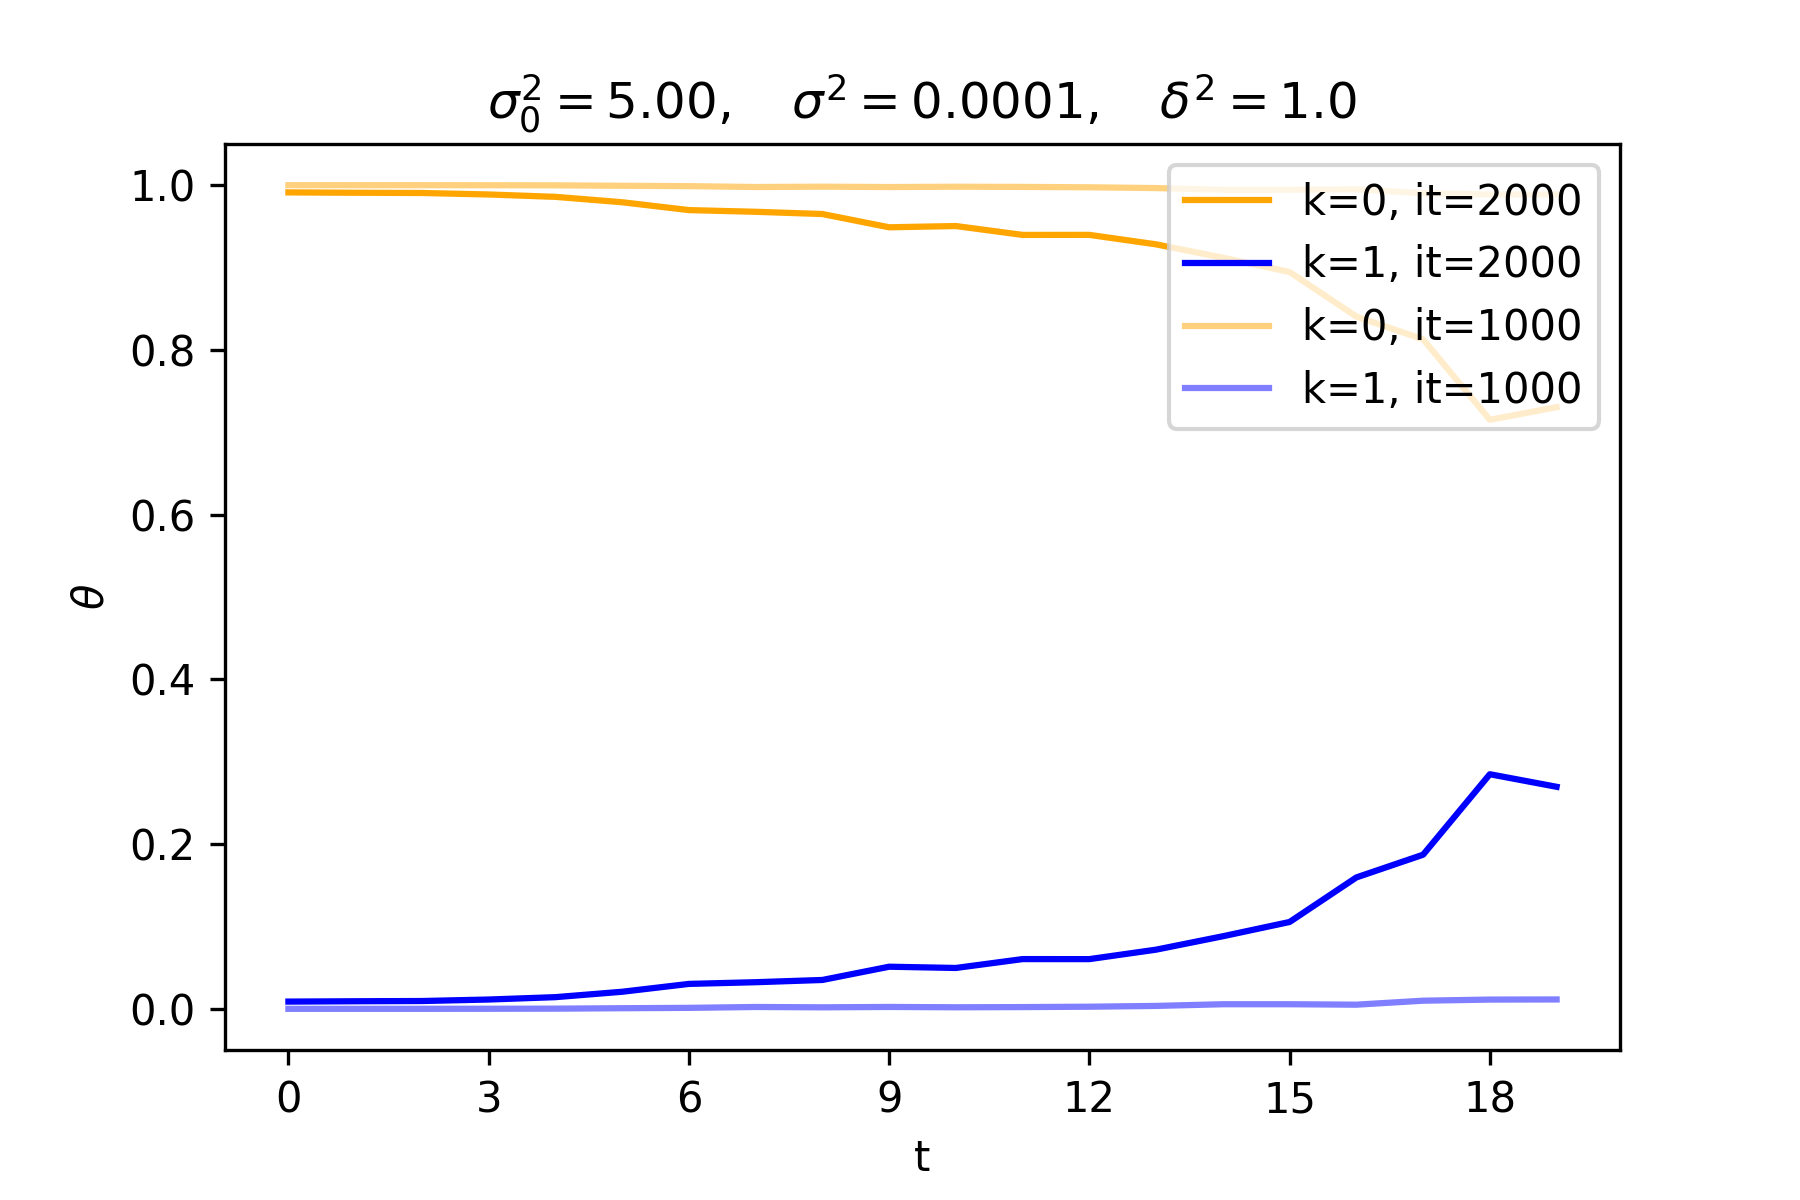 σ₀² = 5.00,    σ² = 0.0001,    δ² = 1.0
k=0, it=2000
k=1, it=2000
k=0, it=1000
k=1, it=1000
1.0
0.8
0.6
0.4
0.2
0.0
θ
0 3 6 9 12 15 18
t